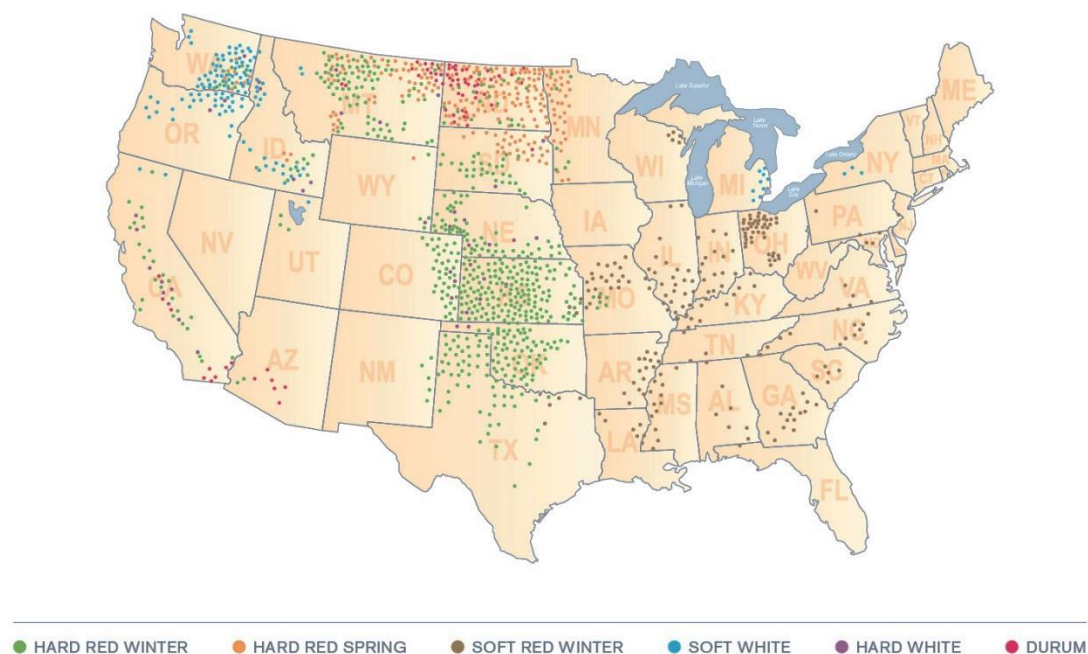 Lake Superior
ME
WA
MT
ND
MN
Lake Huron
VT
NH
OR
ID
SD
WI
Lake Ontario
NY
MA
WY
MI
CT
Lake Michigan
Lake Erie
IA
PA
NJ
NE
NV
UT
CO
IL
IN
OH
WV
CA
KS
MO
KY
VA
NC
TN
AZ
NM
OK
AR
SC
MS
AL
GA
TX
LA
FL
HARD RED WINTER HARD RED SPRING SOFT RED WINTER SOFT WHITE HARD WHITE DURUM